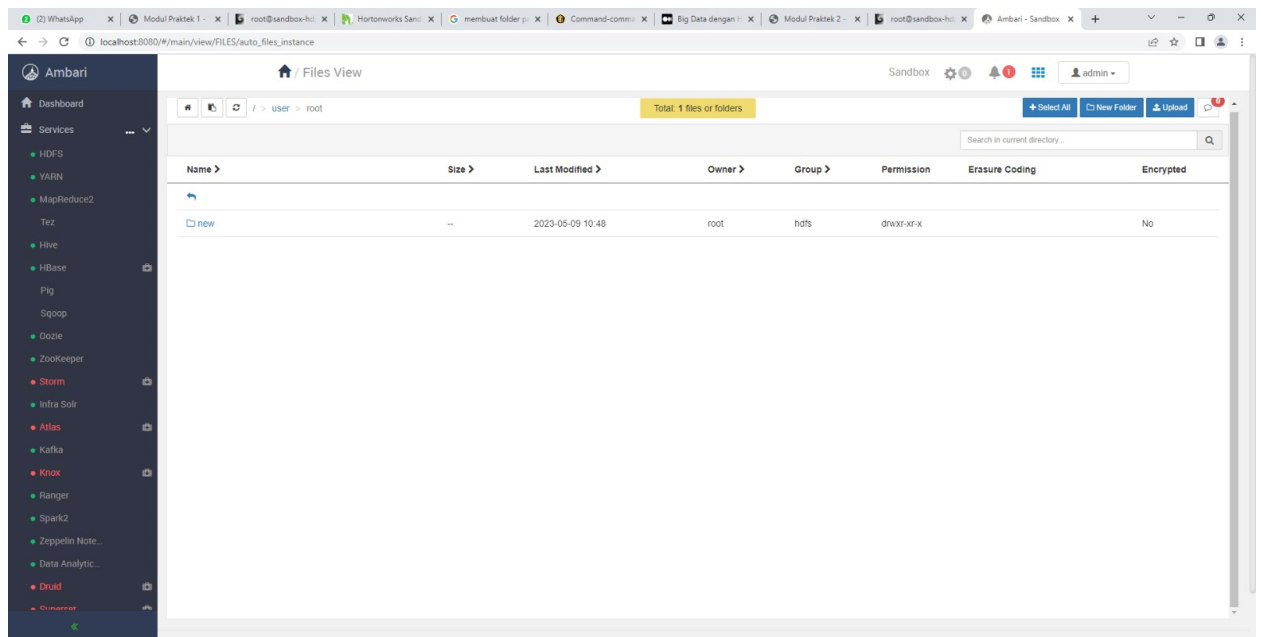 (2) WhatsApp
Modul Praktek 1 -
root@sandbox-hd
Hortonworks Sand
membuat folder p
Command-comma
Big Data dengan H
Modul Praktek 2 -
root@sandbox-hd
Ambari - Sandbox
localhost:8080/#/main/view/FILES/auto_files_instance
Ambari
/ Files View
Sandbox
0
1
admin
Dashboard
Services ...
HDFS
YARN
MapReduce2
Tez
Hive
HBase
Pig
Sqoop
Oozie
ZooKeeper
Storm
Infra Solr
Atlas
Kafka
Knox
Ranger
Spark2
Zeppelin Note...
Data Analytic...
Druid
Superset
/ > user > root
Total: 1 files or folders
+ Select All
New Folder
Upload
0
Search in current directory...
Name > Size > Last Modified > Owner > Group > Permission Erasure Coding Encrypted
new -- 2023-05-09 10:48 root hdfs drwxr-xr-x No